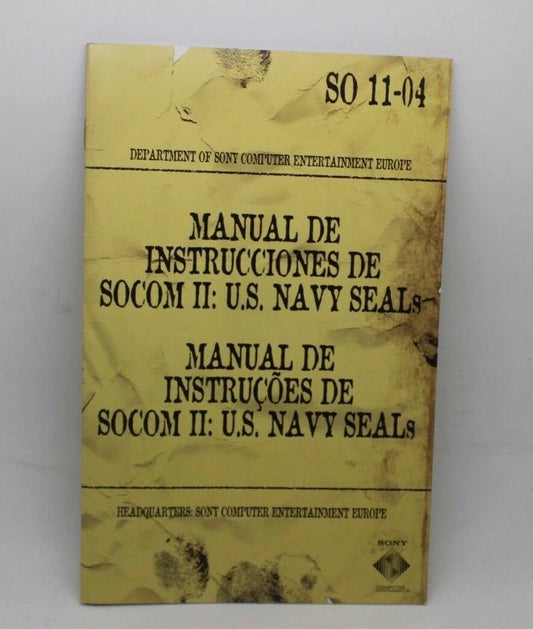 SO 11-04
DEPARTMENT OF SONY COMPUTER ENTERTAINMENT EUROPE
MANUAL DE
INSTRUCCIONES DE
SOCOM II: U.S. NAVY SEALs
MANUAL DE
INSTRUÇÕES DE
SOCOM II: U.S. NAVY SEALs
HEADQUARTERS: SONY COMPUTER ENTERTAINMENT EUROPE
SONY
COMPUTER